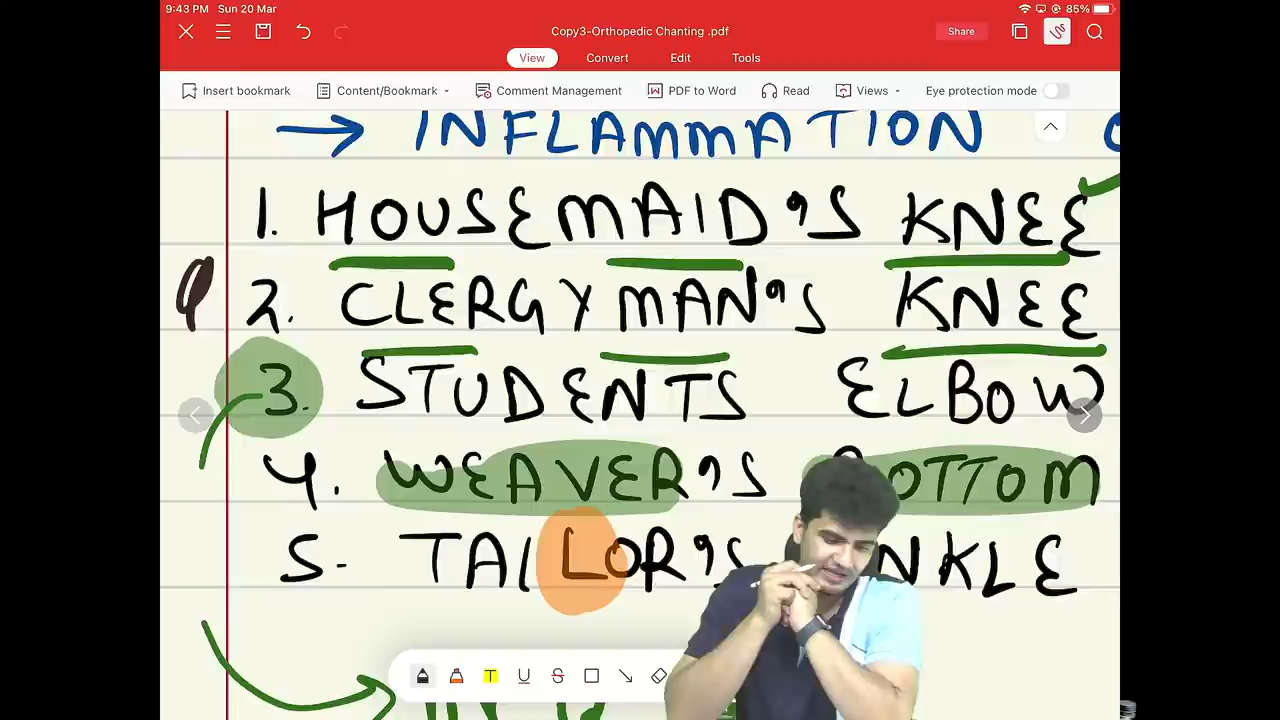 9:43 PM Sun 20 Mar
85%
Copy3-Orthopedic Chanting .pdf
Share
View Convert Edit Tools
Insert bookmark Content/Bookmark Comment Management PDF to Word Read Views Eye protection mode
→ INFLAMMATION
1. HOUSEMAID's KNEE
2. CLERGYMAN's KNEE
3. STUDENTS ELBOW
4. WEAVER's BOTTOM
5- TAILOR's ANKLE
T U S